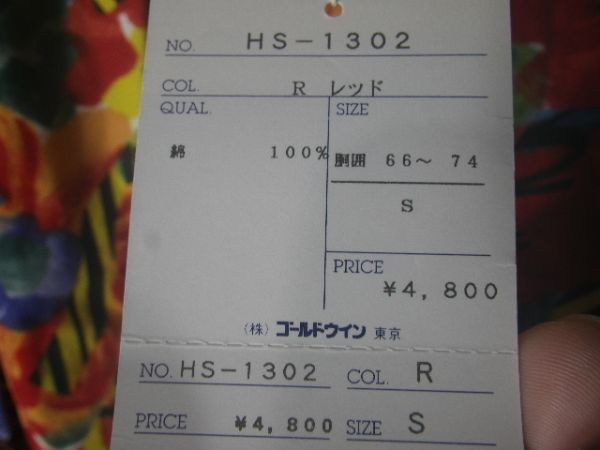 NO. HS-1302
COL. R レッド
QUAL. SIZE
綿 100% 胴囲 66～74
S
PRICE
¥4,800
(株) ゴールドウイン 東京
NO. HS-1302 COL. R
PRICE ¥4,800 SIZE S